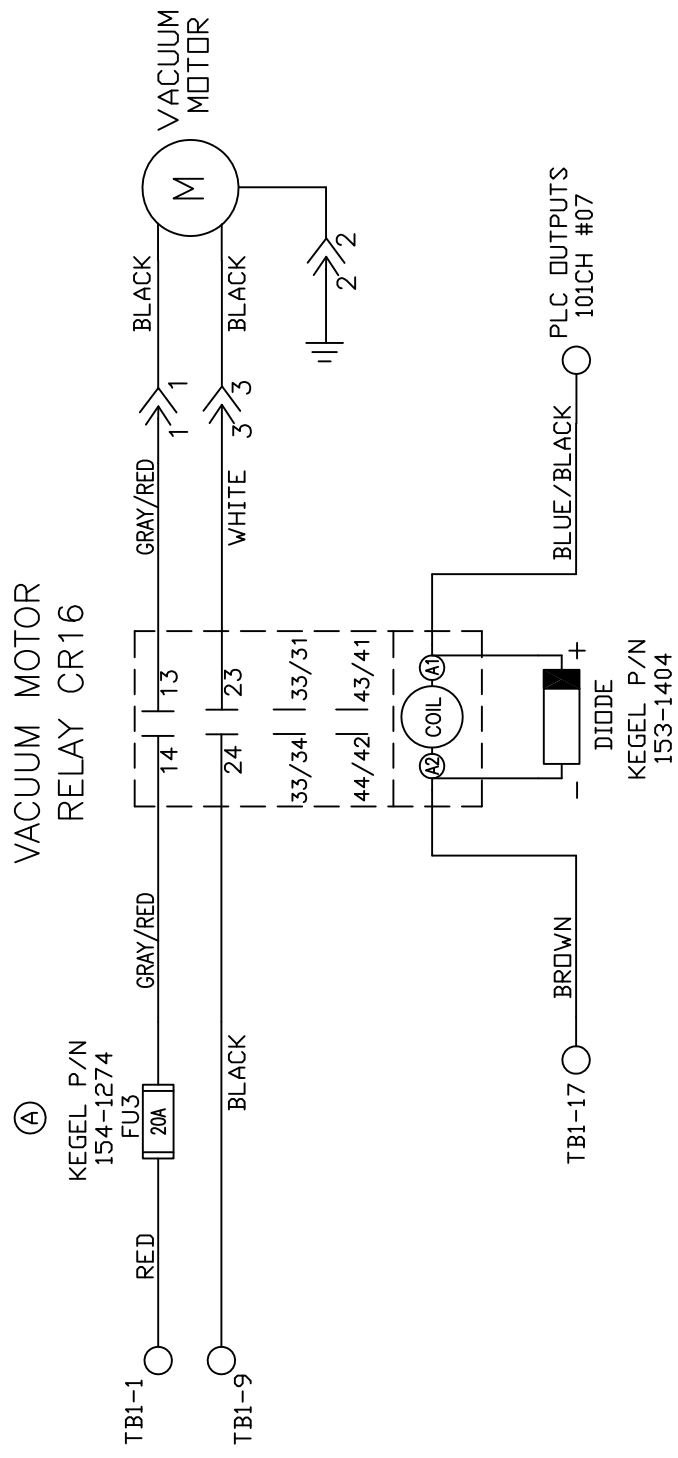 VACUUM MOTOR
RELAY CR16
A
KEGEL P/N
154-1274
FU3
20A
TB1-1
RED
GRAY/RED
14
13
GRAY/RED
1
1
BLACK
M
VACUUM
MOTOR
TB1-9
BLACK
24
23
WHITE
3
3
BLACK
2
2
33/34
33/31
44/42
43/41
A2
COIL
A1
TB1-17
BROWN
BLUE/BLACK
PLC OUTPUTS
101CH #07
-
+
DIODE
KEGEL P/N
153-1404